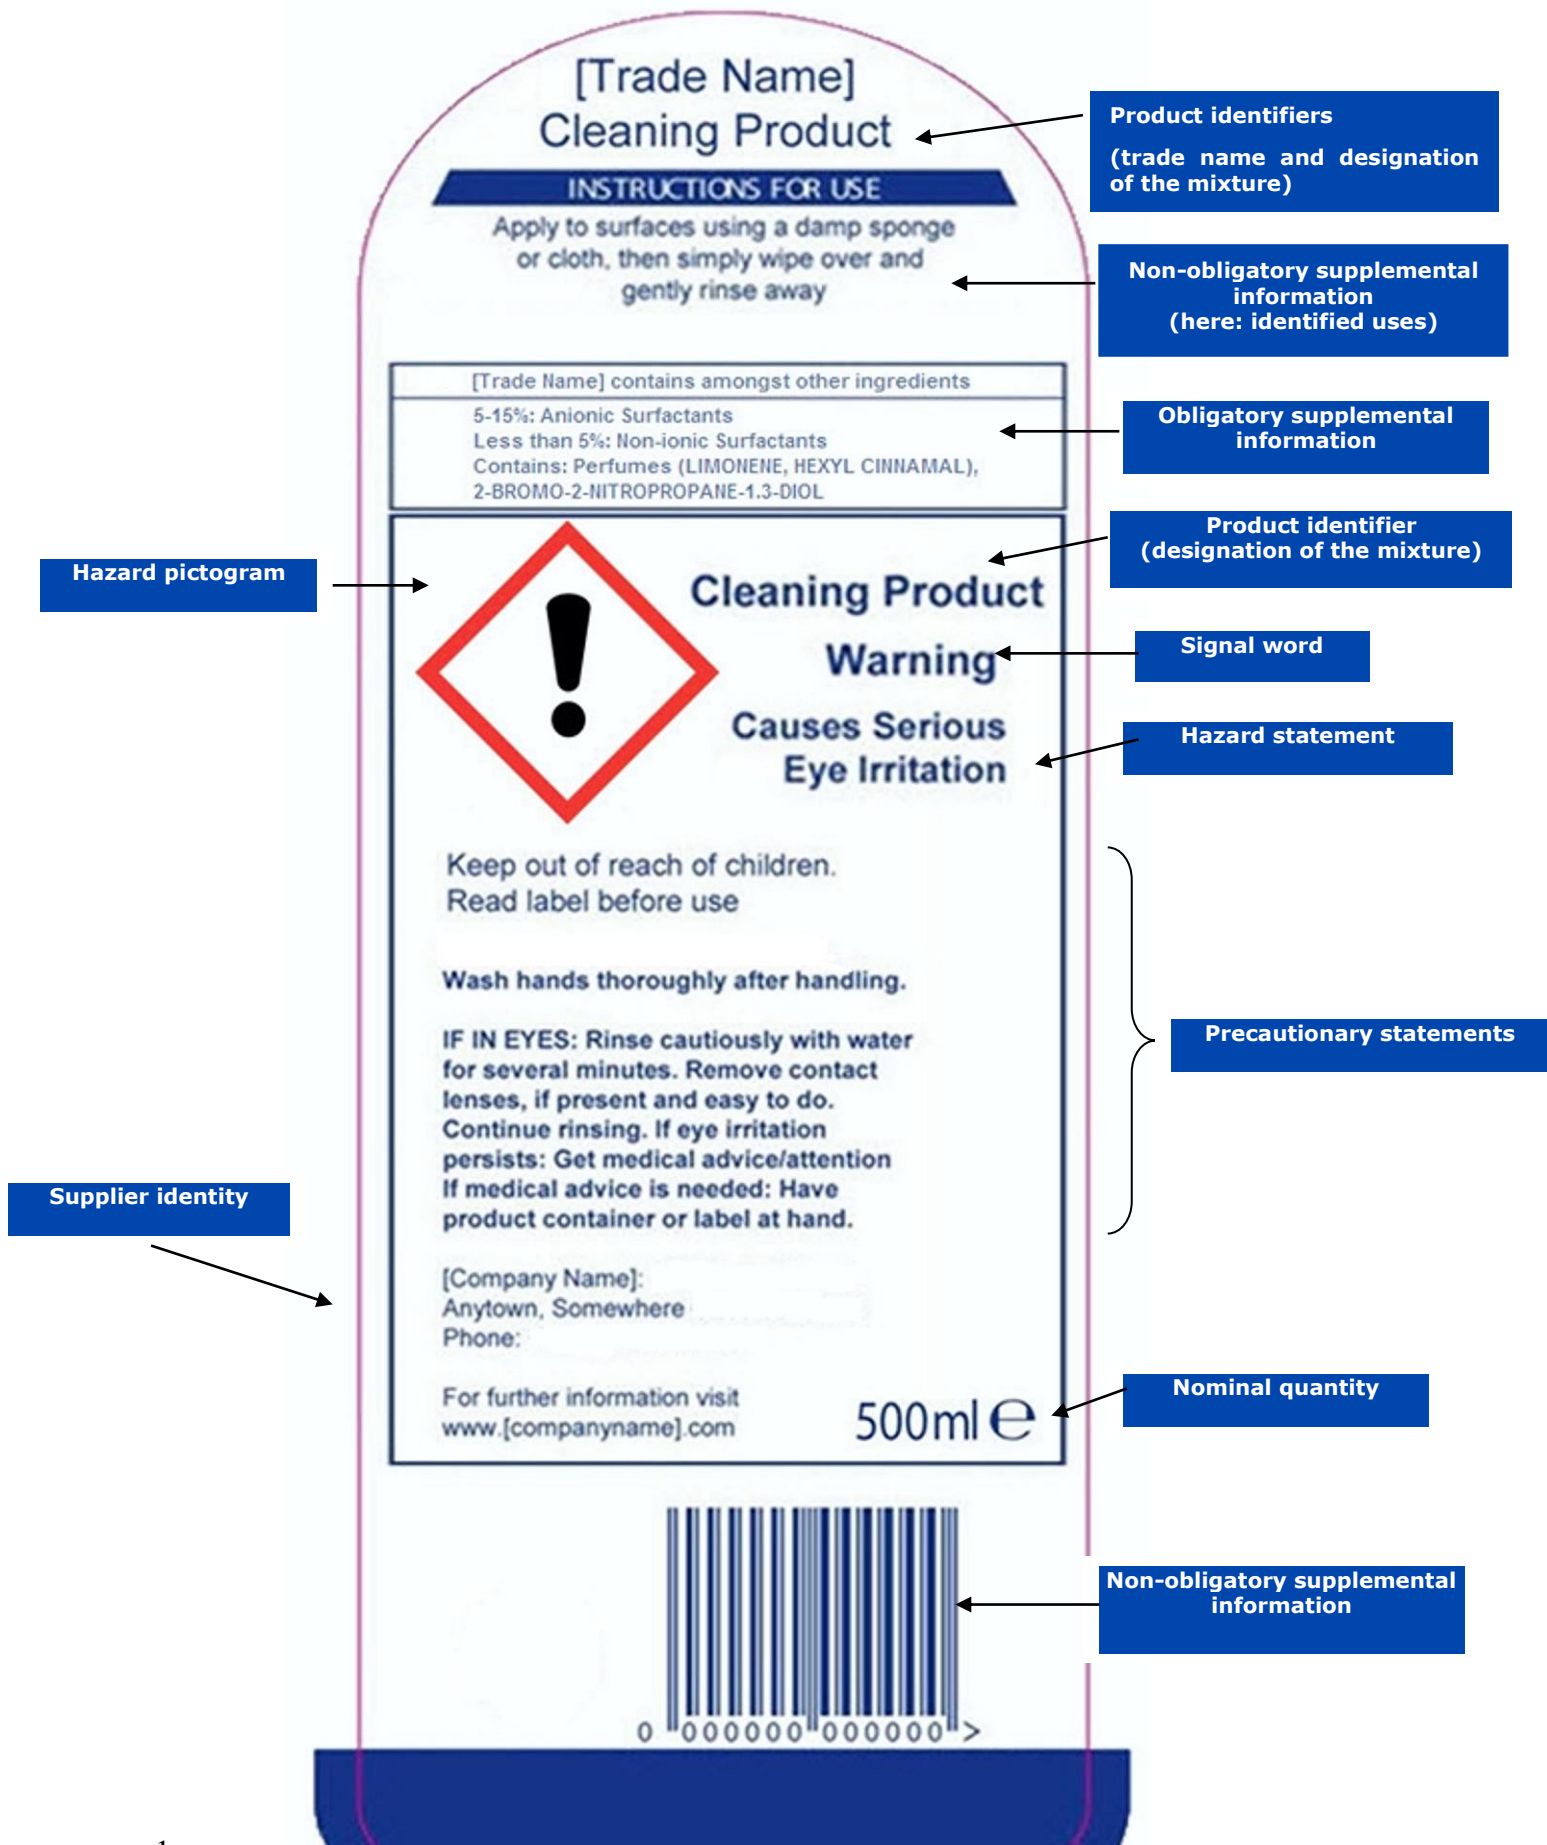 [Trade Name]
Cleaning Product
INSTRUCTIONS FOR USE
Apply to surfaces using a damp sponge
or cloth, then simply wipe over and
gently rinse away
[Trade Name] contains amongst other ingredients
5-15%: Anionic Surfactants
Less than 5%: Non-ionic Surfactants
Contains: Perfumes (LIMONENE, HEXYL CINNAMAL),
2-BROMO-2-NITROPROPANE-1.3-DIOL
Cleaning Product
Warning
Causes Serious
Eye Irritation
Keep out of reach of children.
Read label before use
Wash hands thoroughly after handling.
IF IN EYES: Rinse cautiously with water
for several minutes. Remove contact
lenses, if present and easy to do.
Continue rinsing. If eye irritation
persists: Get medical advice/attention
If medical advice is needed: Have
product container or label at hand.
[Company Name]:
Anytown, Somewhere
Phone:
For further information visit
www.[companyname].com
500ml ℮
0 000000 000000 >
Product identifiers
(trade name and designation
of the mixture)
Non-obligatory supplemental
information
(here: identified uses)
Obligatory supplemental
information
Product identifier
(designation of the mixture)
Hazard pictogram
Signal word
Hazard statement
Precautionary statements
Supplier identity
Nominal quantity
Non-obligatory supplemental
information